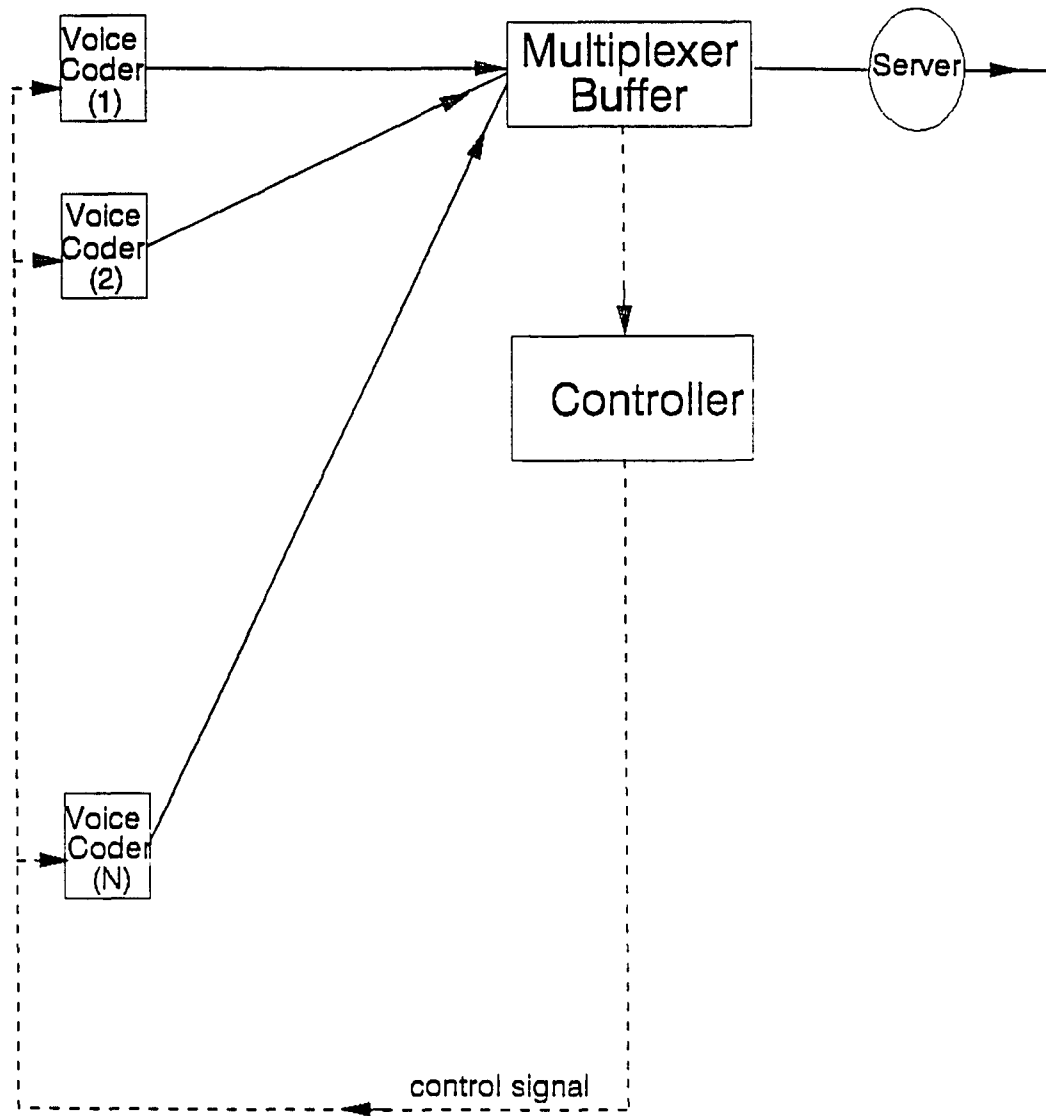 Voice
Coder
(1)
Multiplexer
Buffer
Server
Voice
Coder
(2)
Controller
Voice
Coder
(N)
control signal